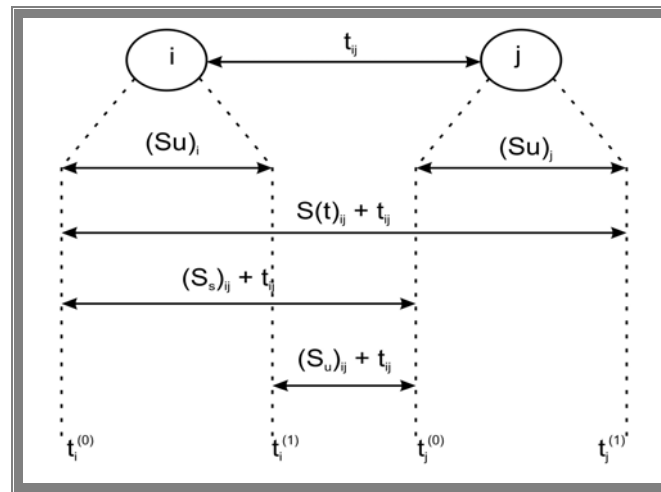 t_ij
i
j
(Su)_i
(Su)_j
S(t)_ij + t_ij
(S_s)_ij + t_ij
(S_u)_ij + t_ij
t_i^(0)
t_i^(1)
t_j^(0)
t_j^(1)